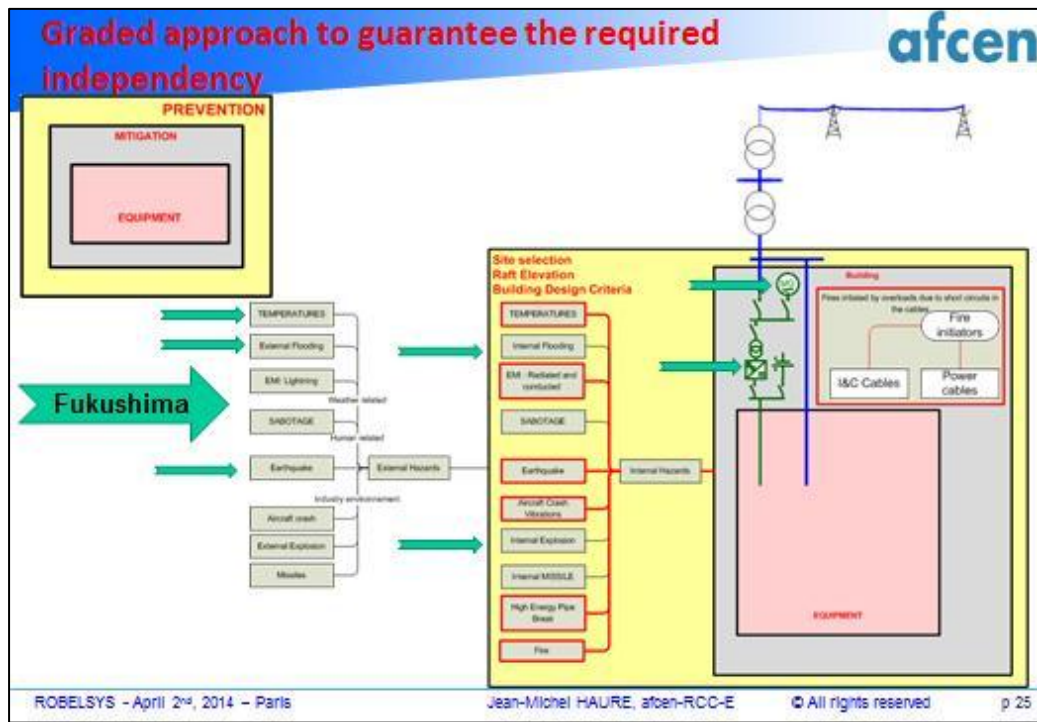 Graded approach to guarantee the required
independency
afcen
PREVENTION
MITIGATION
EQUIPMENT
Fukushima
TEMPERATURES
External Flooding
EMI: Lightning
Weather related
SABOTAGE
Human related
Earthquake
External Hazards
Industry environnement
Aircraft crash
External Explosion
Missiles
Site selection
Raft Elevation
Building Design Criteria
TEMPERATURES
Internal Flooding
EMI - Radiated and
conducted
SABOTAGE
Earthquake
Internal Hazards
Aircraft Crash
Vibrations
Internal Explosion
Internal MISSILE
High Energy Pipe
Break
Fire
Building
Fires initiated by overloads due to short circuits in
the cables
Fire
initiators
I&C Cables
Power
cables
EQUIPMENT
ROBELSYS - April 2nd, 2014 – Paris
Jean-Michel HAURE, afcen-RCC-E
© All rights reserved
p 25